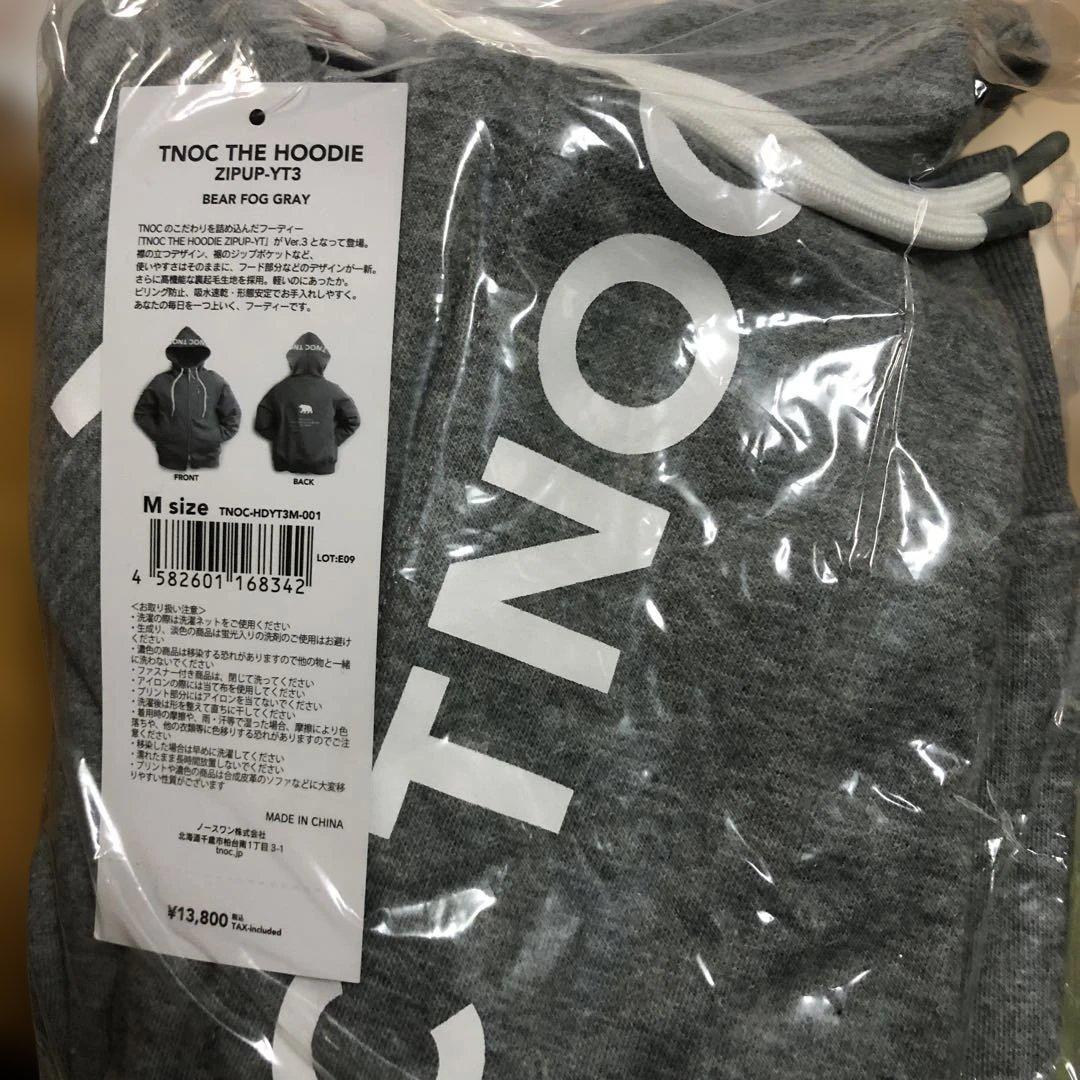 TNOC THE HOODIE
ZIPUP-YT3
BEAR FOG GRAY
TNOC のこだわりを詰め込んだフーディー
「TNOC THE HOODIE ZIPUP-YT」が Ver.3 となって登場。
襟の立つデザイン、裾のジップポケットなど、
使いやすさはそのままに、フード部分などのデザインが一新。
さらに高機能な裏起毛生地を採用。軽いのにあったか。
ピリング防止、吸水速乾・形態安定でお手入れしやすく。
あなたの毎日を一つ上いく、フーディーです。
TNOC TNOC
FRONT
BACK
M size TNOC-HDYT3M-001
LOT:E09
4 582601 168342
<お取り扱い注意>
・洗濯の際は洗濯ネットをご使用ください
・生成り、淡色の商品は蛍光入りの洗剤のご使用はお避け
ください
・濃色の商品は移染する恐れがありますので他の物と一緒
に洗わないでください
・ファスナー付き商品は、閉じて洗ってください
・アイロンの際には当て布を使用してください
・プリント部分にはアイロンを当てないでください
・洗濯後は形を整えて直ちに干してください
・着用時の摩擦や、雨・汗等で湿った場合、摩擦により色
落ちや、他の衣類等に色移りする恐れがありますのでご注
意ください
・移染した場合は早めに洗濯してください
・濡れたまま長時間放置しないでください
・プリントや濃色の商品は合成皮革のソファなどに大変移
りやすい性質がございます
MADE IN CHINA
ノースワン株式会社
北海道千歳市柏台南1丁目 3-1
tnoc.jp
¥13,800 税込
TAX-included
TNOC
C